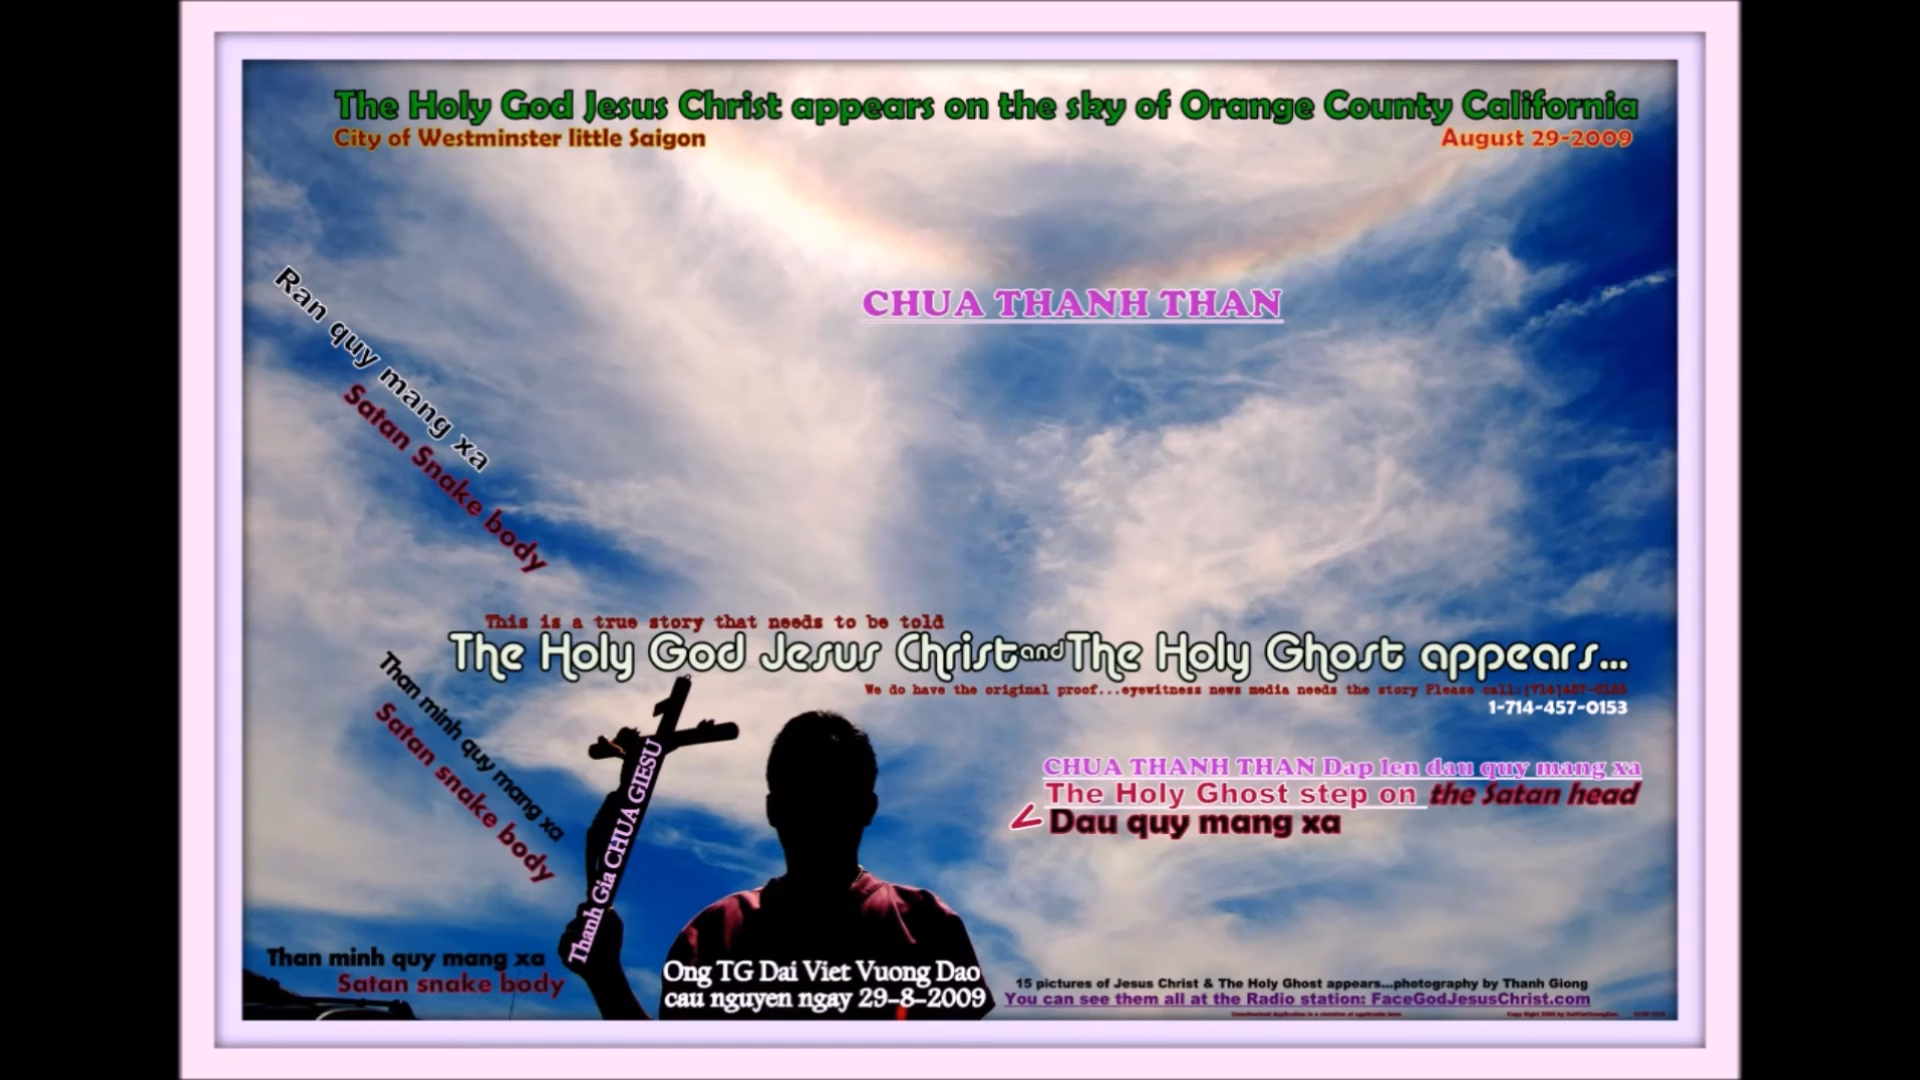 The Holy God Jesus Christ appears on the sky of Orange County California
City of Westminster little Saigon
August 29-2009
CHUA THANH THAN
Ran quy mang xa
Satan Snake body
This is a true story that needs to be told
The Holy God Jesus Christ and The Holy Ghost appears...
We do have the original proof...eyewitness news media needs the story Please call:
1-714-457-0153
Than minh quy mang xa
Satan snake body
CHUA THANH THAN Dap len dau quy mang xa
The Holy Ghost step on the Satan head
Dau quy mang xa
Thanh Gia CHUA GIESU
Than minh quy mang xa
Satan snake body
Ong TG Dai Viet Vuong Dao
cau nguyen ngay 29-8-2009
15 pictures of Jesus Christ & The Holy Ghost appears...photography by Thanh Giong
You can see them all at the Radio station: FaceGodJesusChrist.com
Unauthorized duplication is a violation of applicable laws